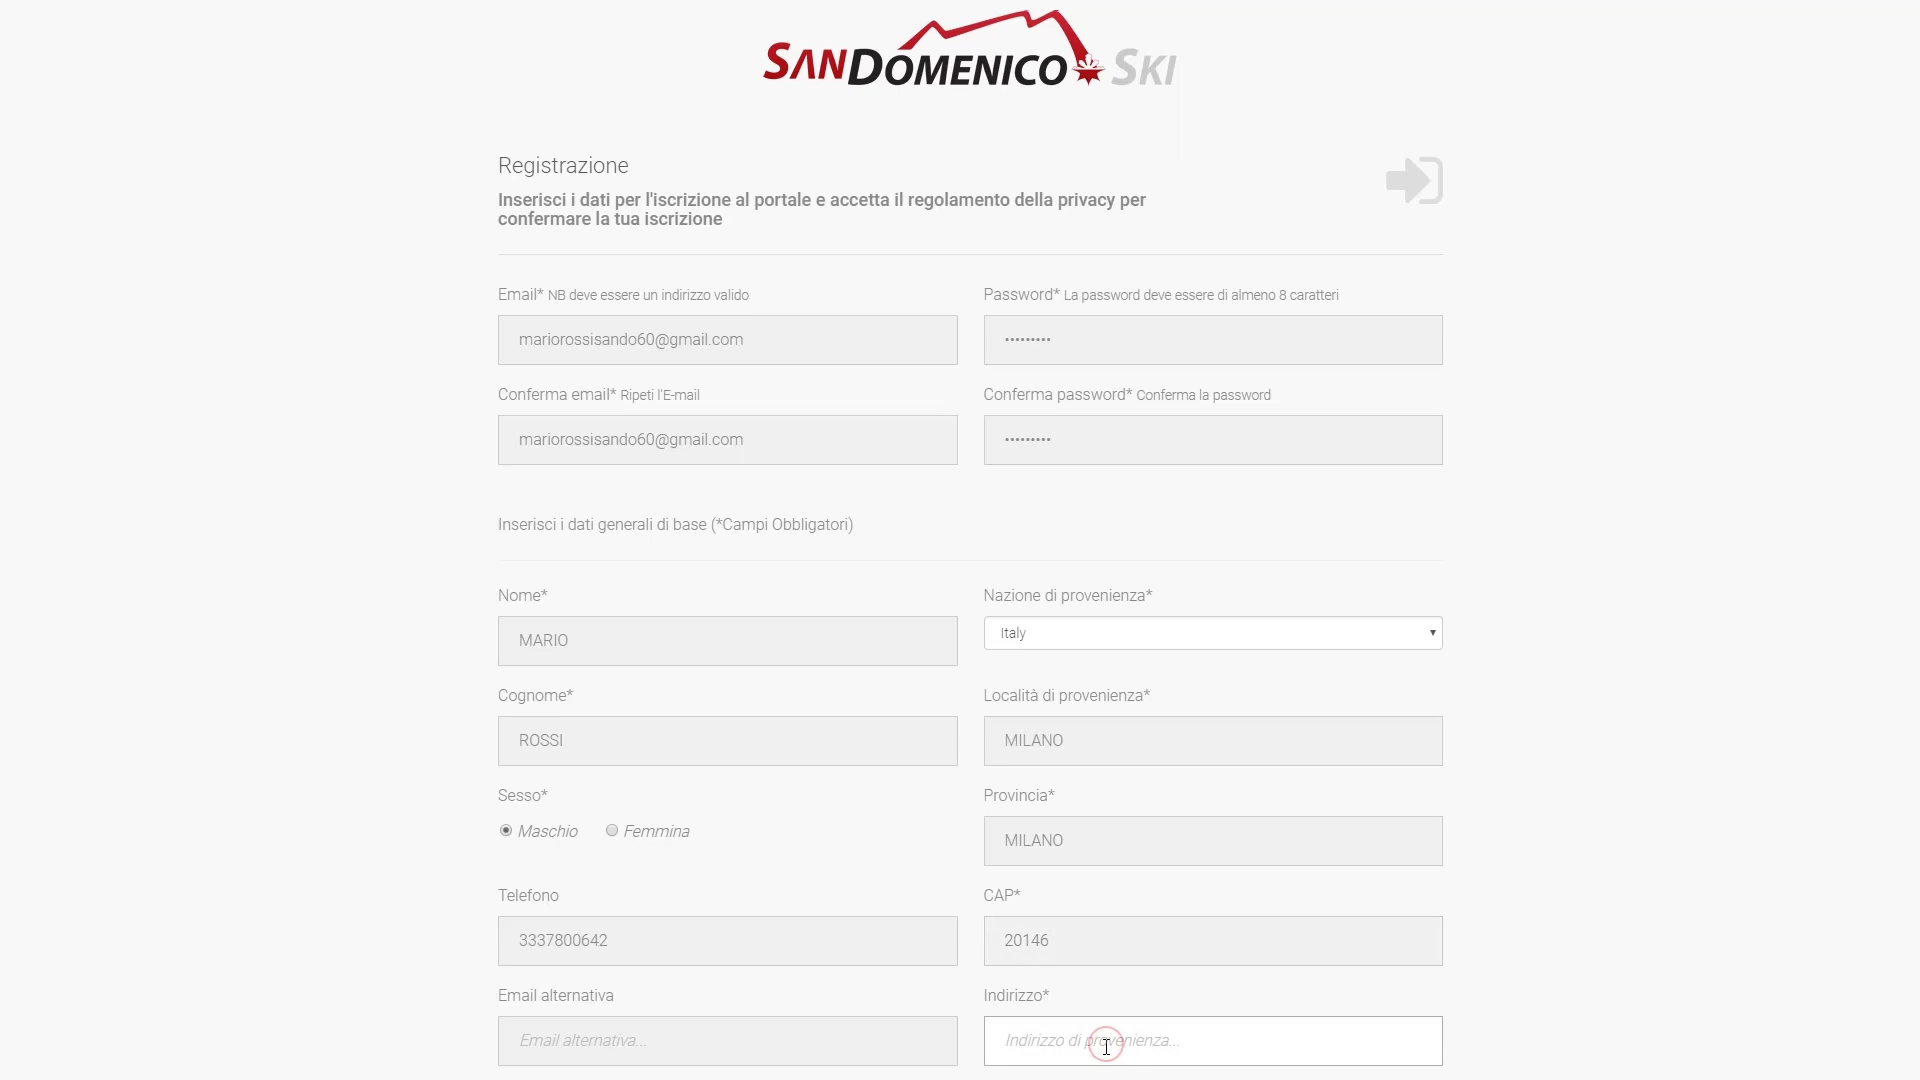 SANDOMENICO SKI
Registrazione
Inserisci i dati per l'iscrizione al portale e accetta il regolamento della privacy per
confermare la tua iscrizione
Email* NB deve essere un indirizzo valido
mariorossisando60@gmail.com
Password* La password deve essere di almeno 8 caratteri
•••••••••
Conferma email* Ripeti l'E-mail
mariorossisando60@gmail.com
Conferma password* Conferma la password
•••••••••
Inserisci i dati generali di base (*Campi Obbligatori)
Nome*
MARIO
Nazione di provenienza*
Italy
Cognome*
ROSSI
Località di provenienza*
MILANO
Sesso*
Maschio Femmina
Provincia*
MILANO
Telefono
3337800642
CAP*
20146
Email alternativa
Email alternativa...
Indirizzo*
Indirizzo di provenienza...